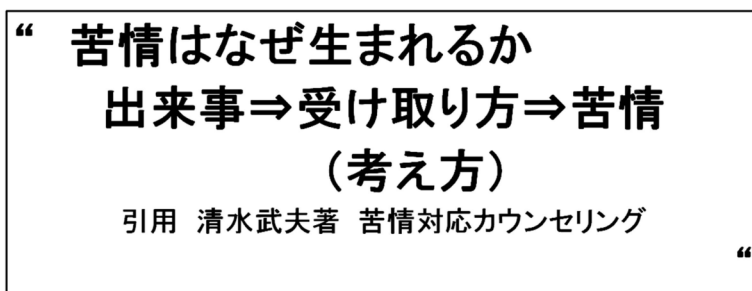 “ 苦情はなぜ生まれるか
出来事⇒受け取り方⇒苦情
（考え方）
引用 清水武夫著 苦情対応カウンセリング
“